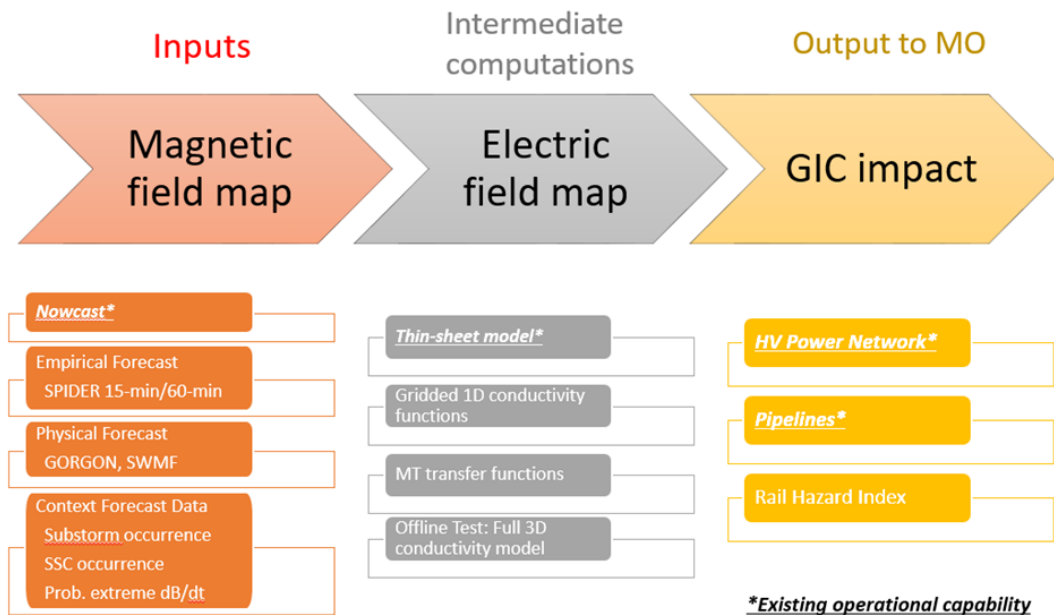 Inputs
Intermediate
computations
Output to MO
Magnetic
field map
Electric
field map
GIC impact
Nowcast*
Empirical Forecast
SPIDER 15-min/60-min
Physical Forecast
GORGON, SWMF
Context Forecast Data
Substorm occurrence
SSC occurrence
Prob. extreme dB/dt
Thin-sheet model*
Gridded 1D conductivity
functions
MT transfer functions
Offline Test: Full 3D
conductivity model
HV Power Network*
Pipelines*
Rail Hazard Index
*Existing operational capability